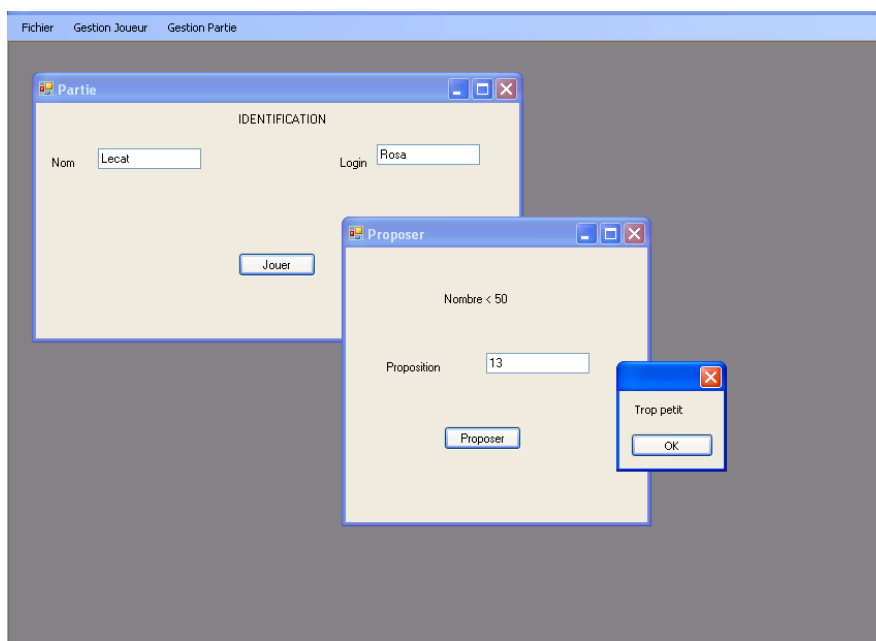 Fichier Gestion Joueur Gestion Partie
Partie
IDENTIFICATION
Nom Lecat Login Rosa
Jouer
Proposer
Nombre < 50
Proposition 13
Proposer
Trop petit
OK